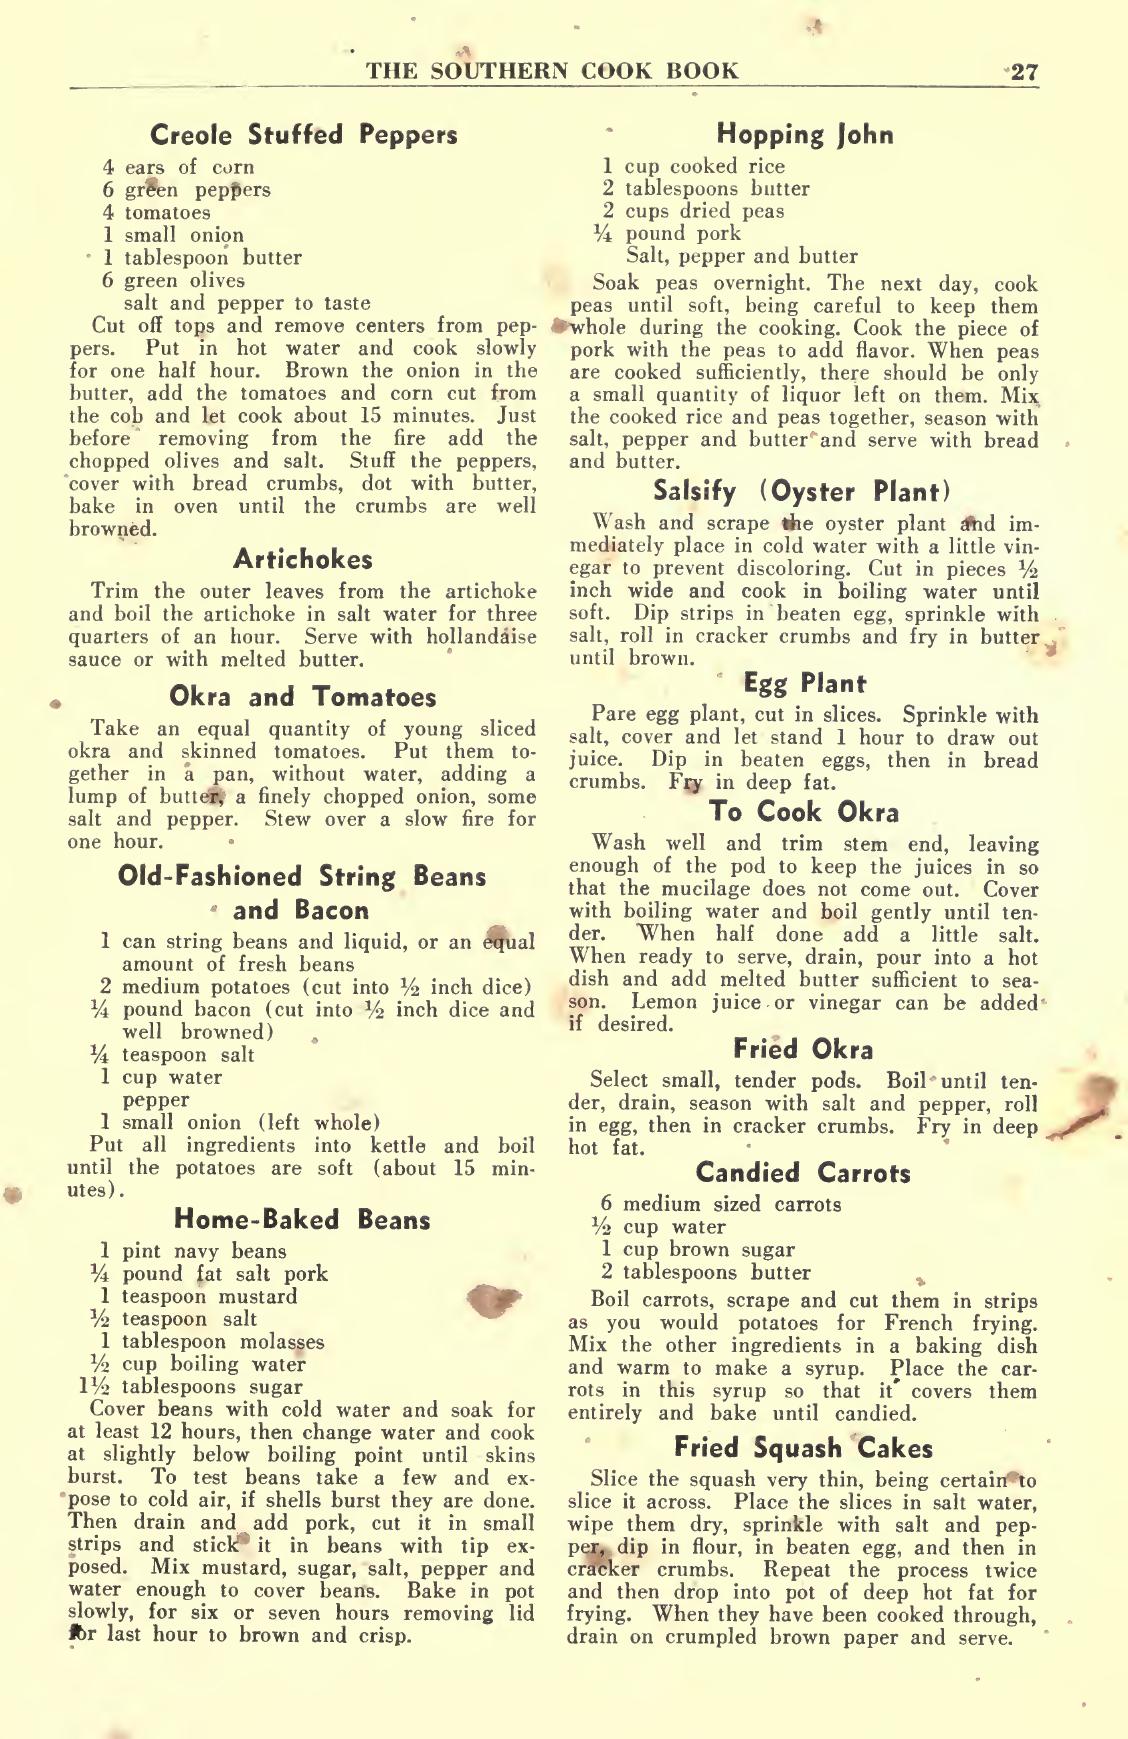 THE SOUTHERN COOK BOOK 27
Creole Stuffed Peppers
4 ears of corn
6 green peppers
4 tomatoes
1 small onion
1 tablespoon butter
6 green olives
salt and pepper to taste
Cut off tops and remove centers from pep-
pers. Put in hot water and cook slowly
for one half hour. Brown the onion in the
butter, add the tomatoes and corn cut from
the cob and let cook about 15 minutes. Just
before removing from the fire add the
chopped olives and salt. Stuff the peppers,
cover with bread crumbs, dot with butter,
bake in oven until the crumbs are well
browned.
Artichokes
Trim the outer leaves from the artichoke
and boil the artichoke in salt water for three
quarters of an hour. Serve with hollandaise
sauce or with melted butter.
Okra and Tomatoes
Take an equal quantity of young sliced
okra and skinned tomatoes. Put them to-
gether in a pan, without water, adding a
lump of butter, a finely chopped onion, some
salt and pepper. Stew over a slow fire for
one hour.
Old-Fashioned String Beans
and Bacon
1 can string beans and liquid, or an equal
amount of fresh beans
2 medium potatoes (cut into ½ inch dice)
¼ pound bacon (cut into ½ inch dice and
well browned)
¼ teaspoon salt
1 cup water
pepper
1 small onion (left whole)
Put all ingredients into kettle and boil
until the potatoes are soft (about 15 min-
utes).
Home-Baked Beans
1 pint navy beans
¼ pound fat salt pork
1 teaspoon mustard
½ teaspoon salt
1 tablespoon molasses
½ cup boiling water
1½ tablespoons sugar
Cover beans with cold water and soak for
at least 12 hours, then change water and cook
at slightly below boiling point until skins
burst. To test beans take a few and ex-
pose to cold air, if shells burst they are done.
Then drain and add pork, cut it in small
strips and stick it in beans with tip ex-
posed. Mix mustard, sugar, salt, pepper and
water enough to cover beans. Bake in pot
slowly, for six or seven hours removing lid
for last hour to brown and crisp.
Hopping John
1 cup cooked rice
2 tablespoons butter
2 cups dried peas
¼ pound pork
Salt, pepper and butter
Soak peas overnight. The next day, cook
peas until soft, being careful to keep them
whole during the cooking. Cook the piece of
pork with the peas to add flavor. When peas
are cooked sufficiently, there should be only
a small quantity of liquor left on them. Mix
the cooked rice and peas together, season with
salt, pepper and butter and serve with bread
and butter.
Salsify (Oyster Plant)
Wash and scrape the oyster plant and im-
mediately place in cold water with a little vin-
egar to prevent discoloring. Cut in pieces ½
inch wide and cook in boiling water until
soft. Dip strips in beaten egg, sprinkle with
salt, roll in cracker crumbs and fry in butter
until brown.
Egg Plant
Pare egg plant, cut in slices. Sprinkle with
salt, cover and let stand 1 hour to draw out
juice. Dip in beaten eggs, then in bread
crumbs. Fry in deep fat.
To Cook Okra
Wash well and trim stem end, leaving
enough of the pod to keep the juices in so
that the mucilage does not come out. Cover
with boiling water and boil gently until ten-
der. When half done add a little salt.
When ready to serve, drain, pour into a hot
dish and add melted butter sufficient to sea-
son. Lemon juice or vinegar can be added
if desired.
Fried Okra
Select small, tender pods. Boil until ten-
der, drain, season with salt and pepper, roll
in egg, then in cracker crumbs. Fry in deep
hot fat.
Candied Carrots
6 medium sized carrots
½ cup water
1 cup brown sugar
2 tablespoons butter
Boil carrots, scrape and cut them in strips
as you would potatoes for French frying.
Mix the other ingredients in a baking dish
and warm to make a syrup. Place the car-
rots in this syrup so that it covers them
entirely and bake until candied.
Fried Squash Cakes
Slice the squash very thin, being certain to
slice it across. Place the slices in salt water,
wipe them dry, sprinkle with salt and pep-
per, dip in flour, in beaten egg, and then in
cracker crumbs. Repeat the process twice
and then drop into pot of deep hot fat for
frying. When they have been cooked through,
drain on crumpled brown paper and serve.